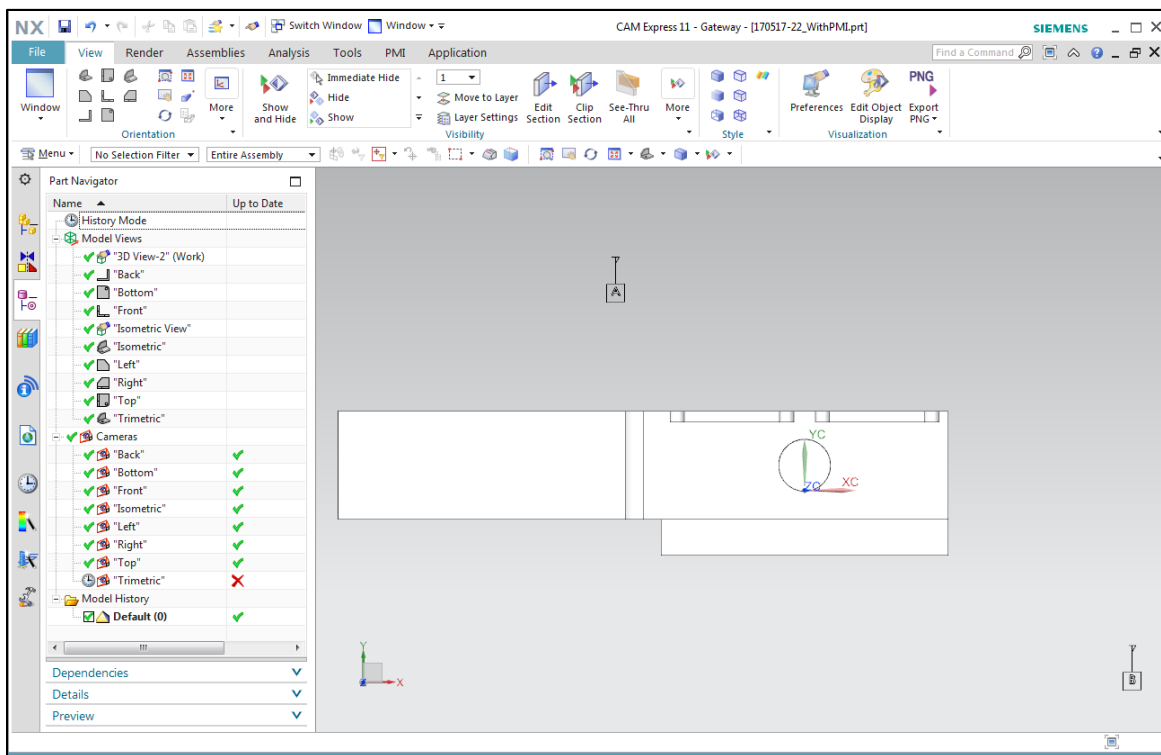 NX Switch Window Window CAM Express 11 - Gateway - [170517-22_WithPMI.prt] SIEMENS
File View Render Assemblies Analysis Tools PMI Application Find a Command
Window More Show and Hide Immediate Hide Hide Show 1 Move to Layer Layer Settings Edit Section Clip Section See-Thru All More Preferences Edit Object Display PNG Export PNG
Orientation Visibility Style Visualization
Menu No Selection Filter Entire Assembly
Part Navigator
Name Up to Date
History Mode
Model Views
"3D View-2" (Work)
"Back"
"Bottom"
"Front"
"Isometric View"
"Isometric"
"Left"
"Right"
"Top"
"Trimetric"
Cameras
"Back"
"Bottom"
"Front"
"Isometric"
"Left"
"Right"
"Top"
"Trimetric"
Model History
Default (0)
Dependencies
Details
Preview
A
YC
ZC XC
Y
X
B